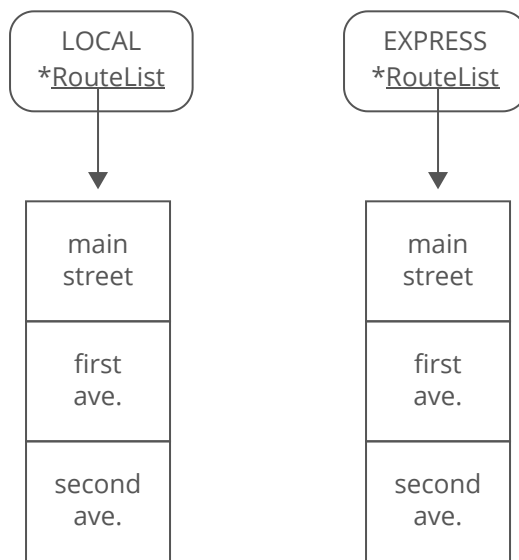 LOCAL
*RouteList
main
street
first
ave.
second
ave.
EXPRESS
*RouteList
main
street
first
ave.
second
ave.